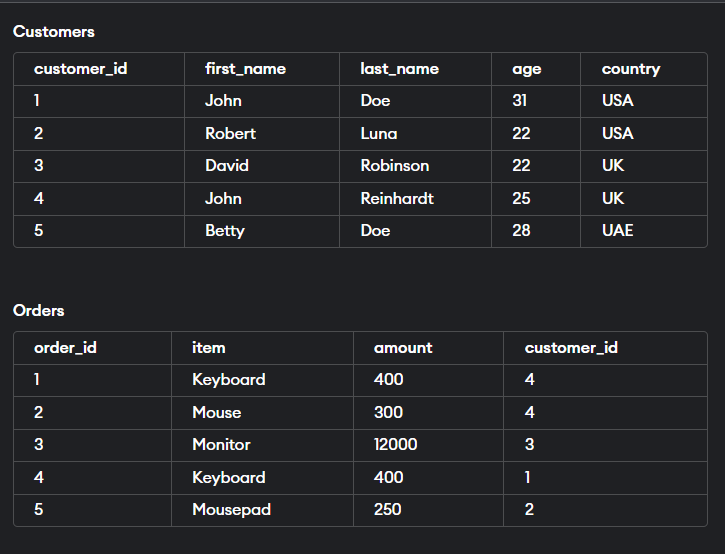 Customers
customer_id first_name last_name age country
1 John Doe 31 USA
2 Robert Luna 22 USA
3 David Robinson 22 UK
4 John Reinhardt 25 UK
5 Betty Doe 28 UAE
Orders
order_id item amount customer_id
1 Keyboard 400 4
2 Mouse 300 4
3 Monitor 12000 3
4 Keyboard 400 1
5 Mousepad 250 2